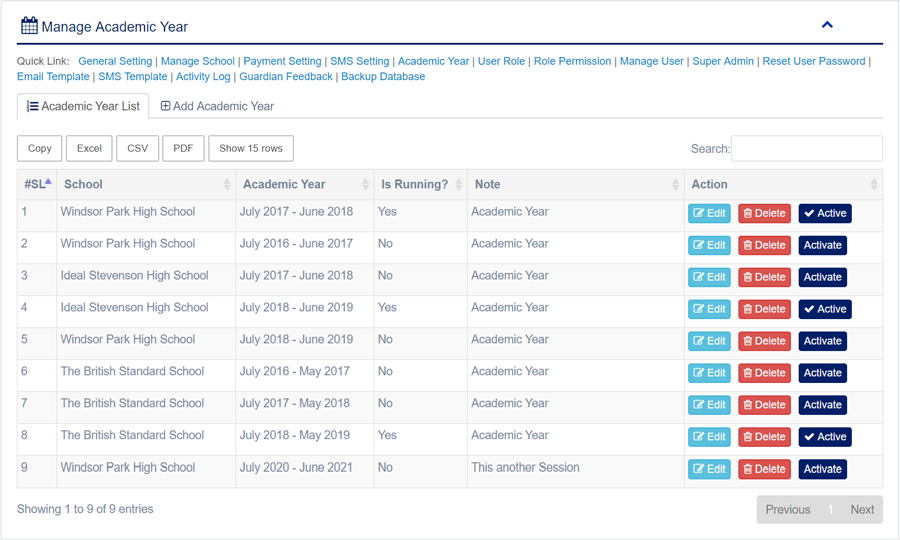 Manage Academic Year
Quick Link: General Setting | Manage School | Payment Setting | SMS Setting | Academic Year | User Role | Role Permission | Manage User | Super Admin | Reset User Password |
Email Template | SMS Template | Activity Log | Guardian Feedback | Backup Database
Academic Year List Add Academic Year
Copy Excel CSV PDF Show 15 rows Search:
#SL School Academic Year Is Running? Note Action
1 Windsor Park High School July 2017 - June 2018 Yes Academic Year Edit Delete Active
2 Windsor Park High School July 2016 - June 2017 No Academic Year Edit Delete Activate
3 Ideal Stevenson High School July 2017 - June 2018 No Academic Year Edit Delete Activate
4 Ideal Stevenson High School July 2018 - June 2019 Yes Academic Year Edit Delete Active
5 Windsor Park High School July 2018 - June 2019 No Academic Year Edit Delete Activate
6 The British Standard School July 2016 - May 2017 No Academic Year Edit Delete Activate
7 The British Standard School July 2017 - May 2018 No Academic Year Edit Delete Activate
8 The British Standard School July 2018 - May 2019 Yes Academic Year Edit Delete Active
9 Windsor Park High School July 2020 - June 2021 No This another Session Edit Delete Activate
Showing 1 to 9 of 9 entries Previous 1 Next